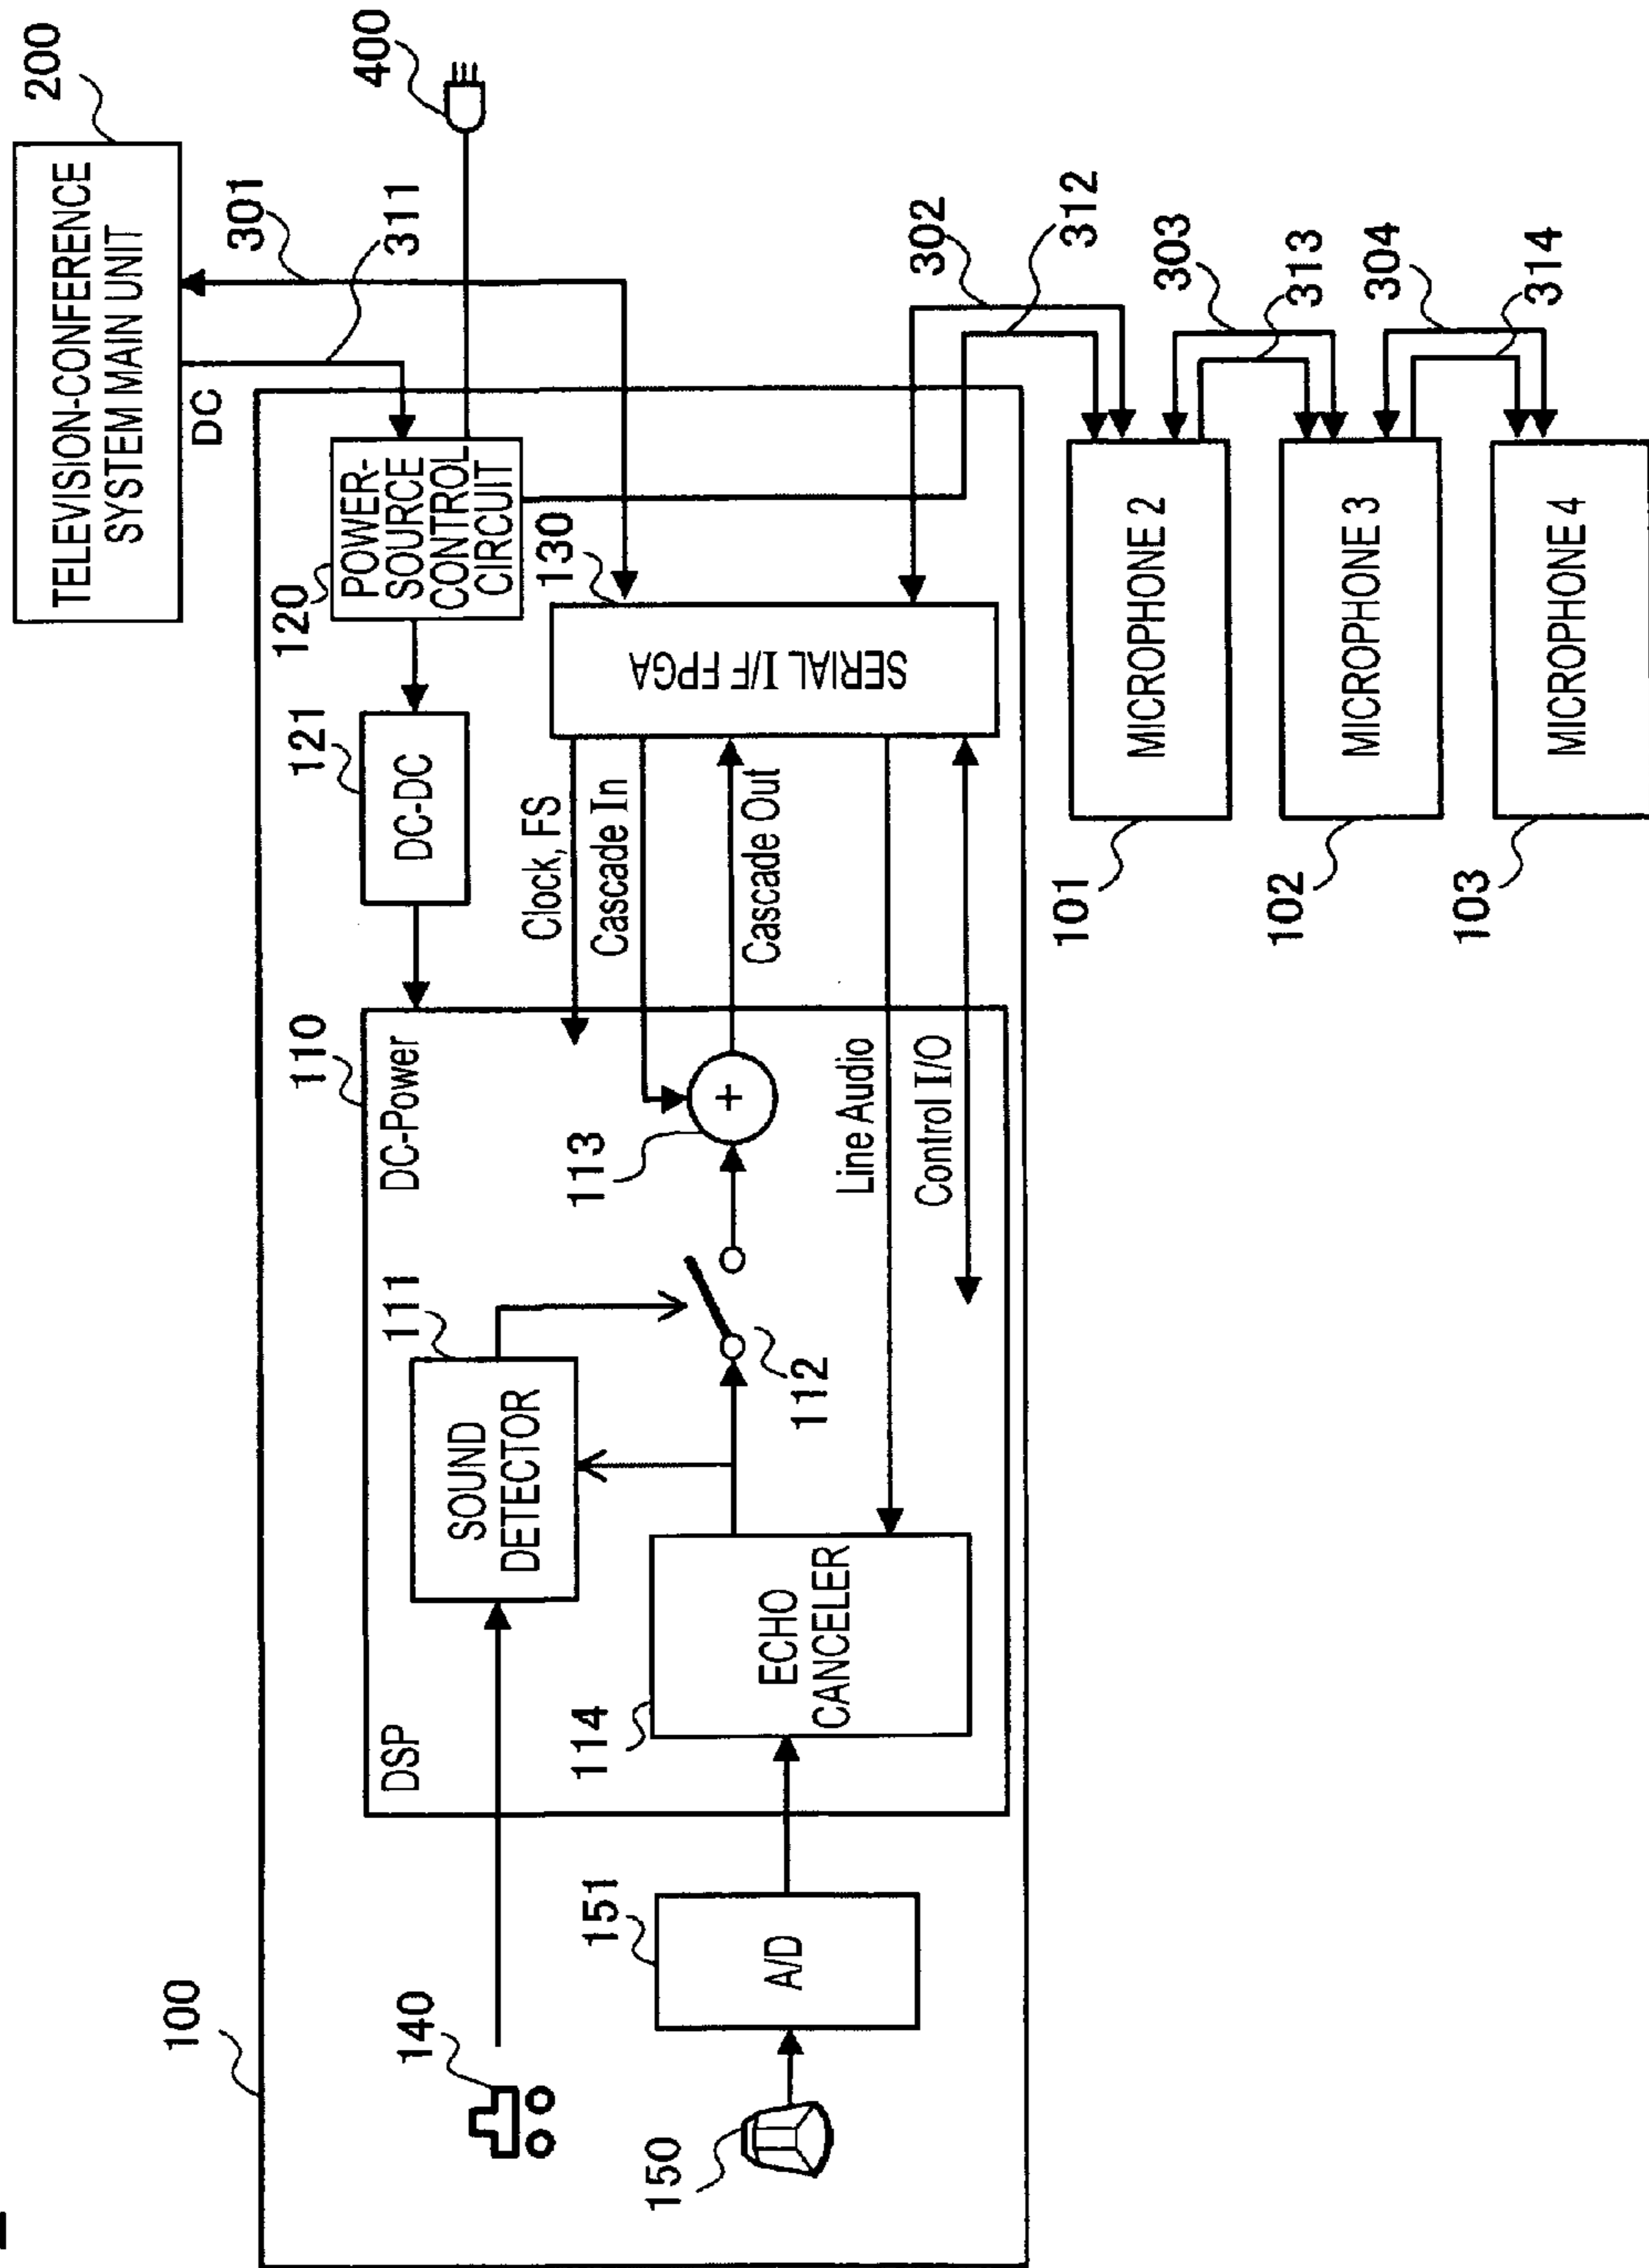 200
TELEVISION-CONFERENCE
SYSTEM MAIN UNIT
DC
301
311
400
100
120
POWER-
SOURCE
CONTROL
CIRCUIT
121
DC-DC
130
SERIAL I/F FPGA
Clock, FS
Cascade In
Cascade Out
Line Audio
Control I/O
110
DC-Power
DSP
111
SOUND
DETECTOR
112
113
114
ECHO
CANCELER
140
150
151
A/D
302
312
303
313
304
314
MICROPHONE 2
101
MICROPHONE 3
102
MICROPHONE 4
103